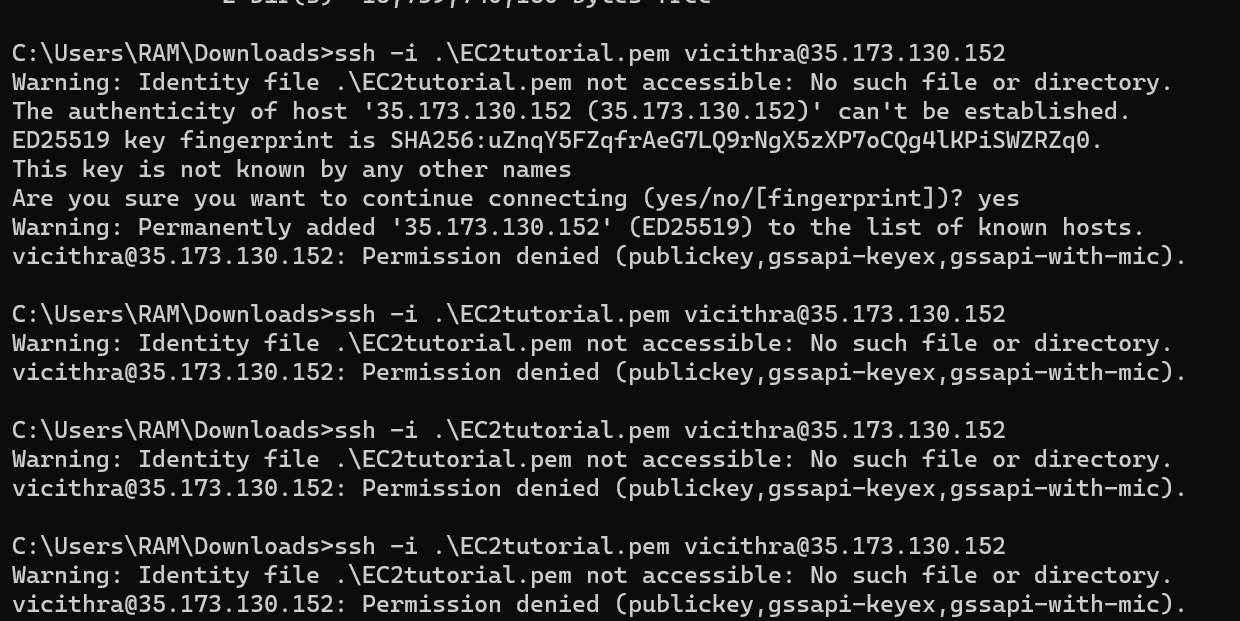 C:\Users\RAM\Downloads>ssh -i .\EC2tutorial.pem vicithra@35.173.130.152
Warning: Identity file .\EC2tutorial.pem not accessible: No such file or directory.
The authenticity of host '35.173.130.152 (35.173.130.152)' can't be established.
ED25519 key fingerprint is SHA256:uZnqY5FZqfrAeG7LQ9rNgX5zXP7oCQg4lKPiSWZRZq0.
This key is not known by any other names
Are you sure you want to continue connecting (yes/no/[fingerprint])? yes
Warning: Permanently added '35.173.130.152' (ED25519) to the list of known hosts.
vicithra@35.173.130.152: Permission denied (publickey,gssapi-keyex,gssapi-with-mic).
C:\Users\RAM\Downloads>ssh -i .\EC2tutorial.pem vicithra@35.173.130.152
Warning: Identity file .\EC2tutorial.pem not accessible: No such file or directory.
vicithra@35.173.130.152: Permission denied (publickey,gssapi-keyex,gssapi-with-mic).
C:\Users\RAM\Downloads>ssh -i .\EC2tutorial.pem vicithra@35.173.130.152
Warning: Identity file .\EC2tutorial.pem not accessible: No such file or directory.
vicithra@35.173.130.152: Permission denied (publickey,gssapi-keyex,gssapi-with-mic).
C:\Users\RAM\Downloads>ssh -i .\EC2tutorial.pem vicithra@35.173.130.152
Warning: Identity file .\EC2tutorial.pem not accessible: No such file or directory.
vicithra@35.173.130.152: Permission denied (publickey,gssapi-keyex,gssapi-with-mic).